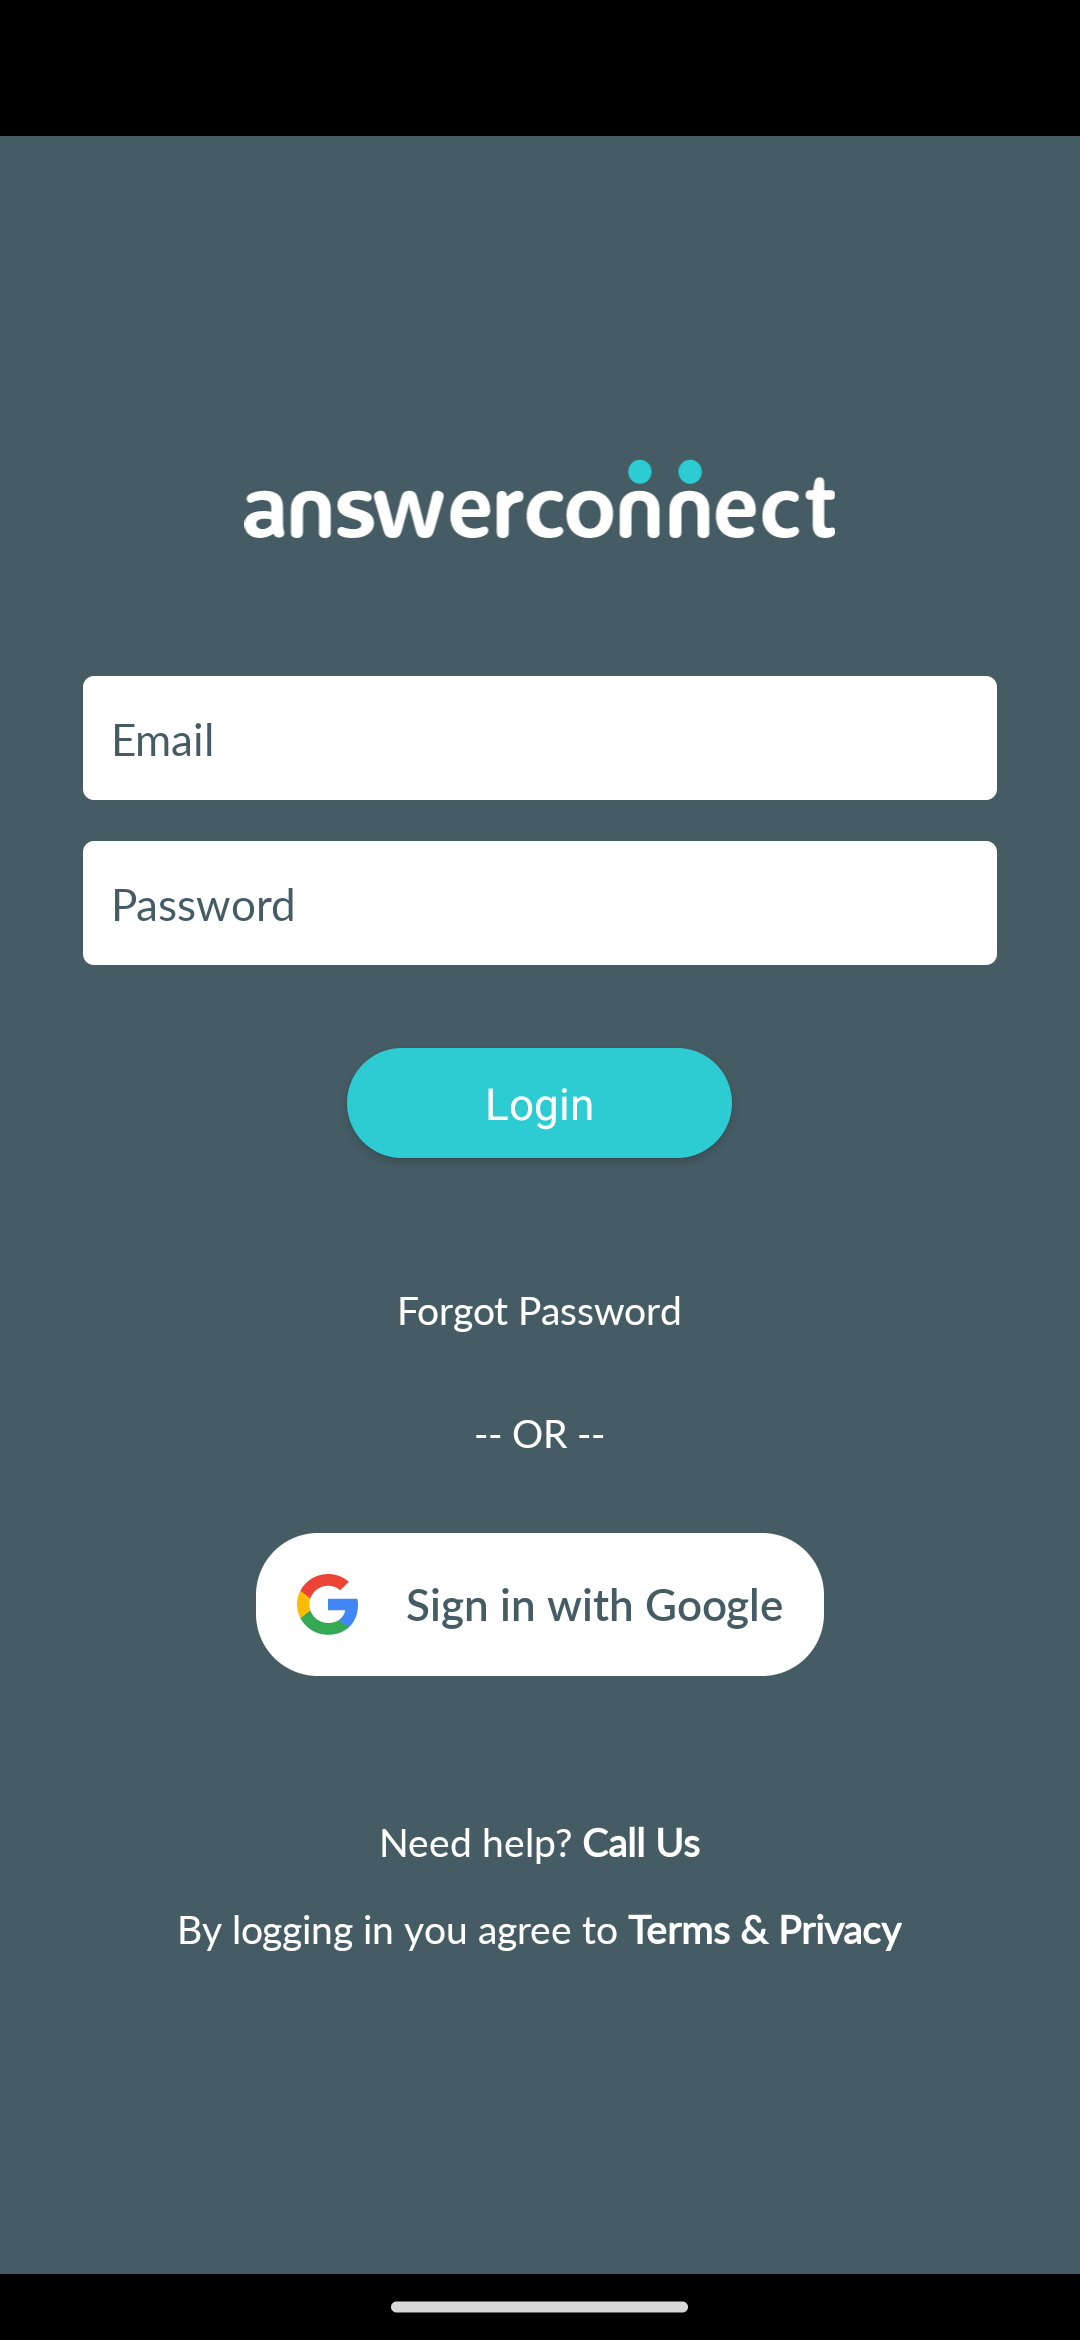 answerconnect
Email
Password
Login
Forgot Password
-- OR --
Sign in with Google
Need help? Call Us
By logging in you agree to Terms & Privacy